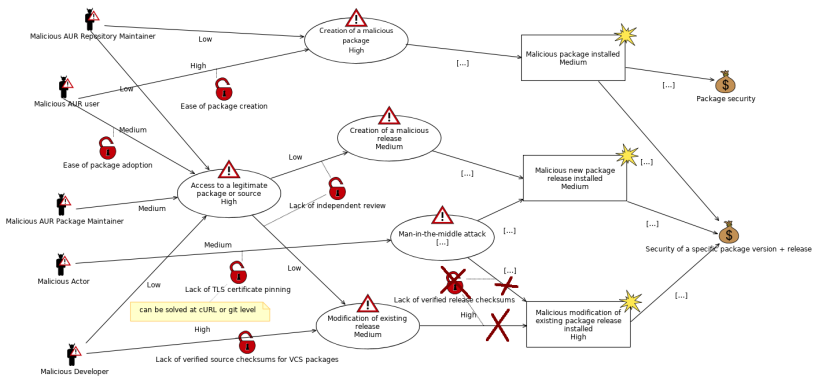 Malicious AUR Repository Maintainer
Low
Creation of a malicious
package
High
[...]
Malicious package installed
Medium
[...]
Package security
High
Low
Malicious AUR user
Ease of package creation
Medium
Ease of package adoption
Creation of a malicious
release
Medium
Low
[...]
Malicious new package
release installed
Medium
[...]
[...]
Access to a legitimate
package or source
High
Lack of independent review
Medium
Malicious AUR Package Maintainer
Man-in-the-middle attack
[...]
[...]
Security of a specific package version + release
Medium
Malicious Actor
Low
Low
Lack of TLS certificate pinning
[...]
Lack of verified release checksums
[...]
can be solved at cURL or git level
High
Modification of existing
release
Medium
High
Malicious modification of
existing package release
installed
High
Lack of verified source checksums for VCS packages
Malicious Developer